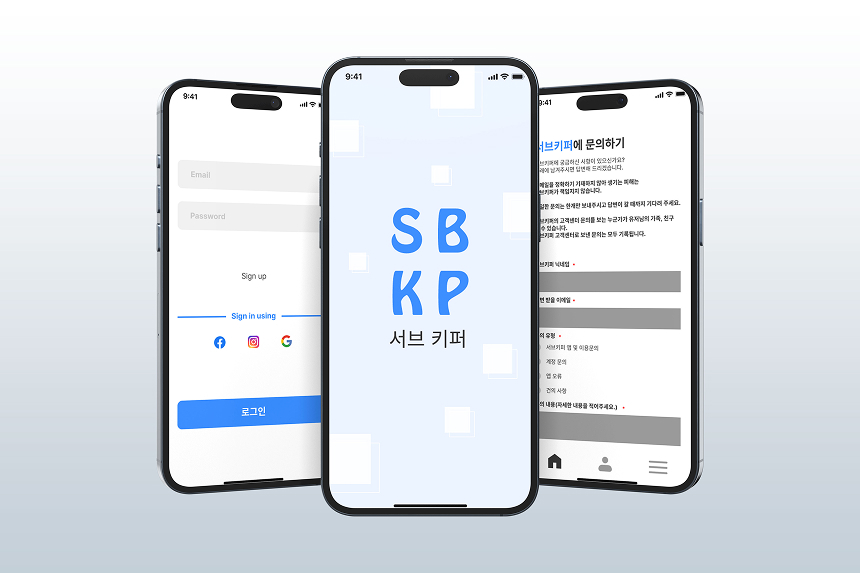 9:41
Email
Password
Sign up
Sign in using
로그인
9:41
S B
K P
서브 키퍼
9:41
서브키퍼에 문의하기
브키퍼에 궁금하신 사항이 있으신가요?
래에 남겨주시면 답변해 드리겠습니다.
메일을 정확하기 기재하지 않아 생기는 피해는
브키퍼가 책임지지 않습니다.
일한 문의는 한개만 보내주시고 답변이 갈 때까지 기다려 주세요.
브키퍼의 고객센터 문의를 보는 누군가가 유저님의 가족, 친구
수 있습니다.
브키퍼 고객센터로 보낸 문의는 모두 기록됩니다.
브키퍼 닉네임 *
변 받을 이메일 *
의 유형 *
서브키퍼 앱 및 이용문의
계정 문의
앱 오류
건의 사항
의 내용(자세한 내용을 적어주세요.) *